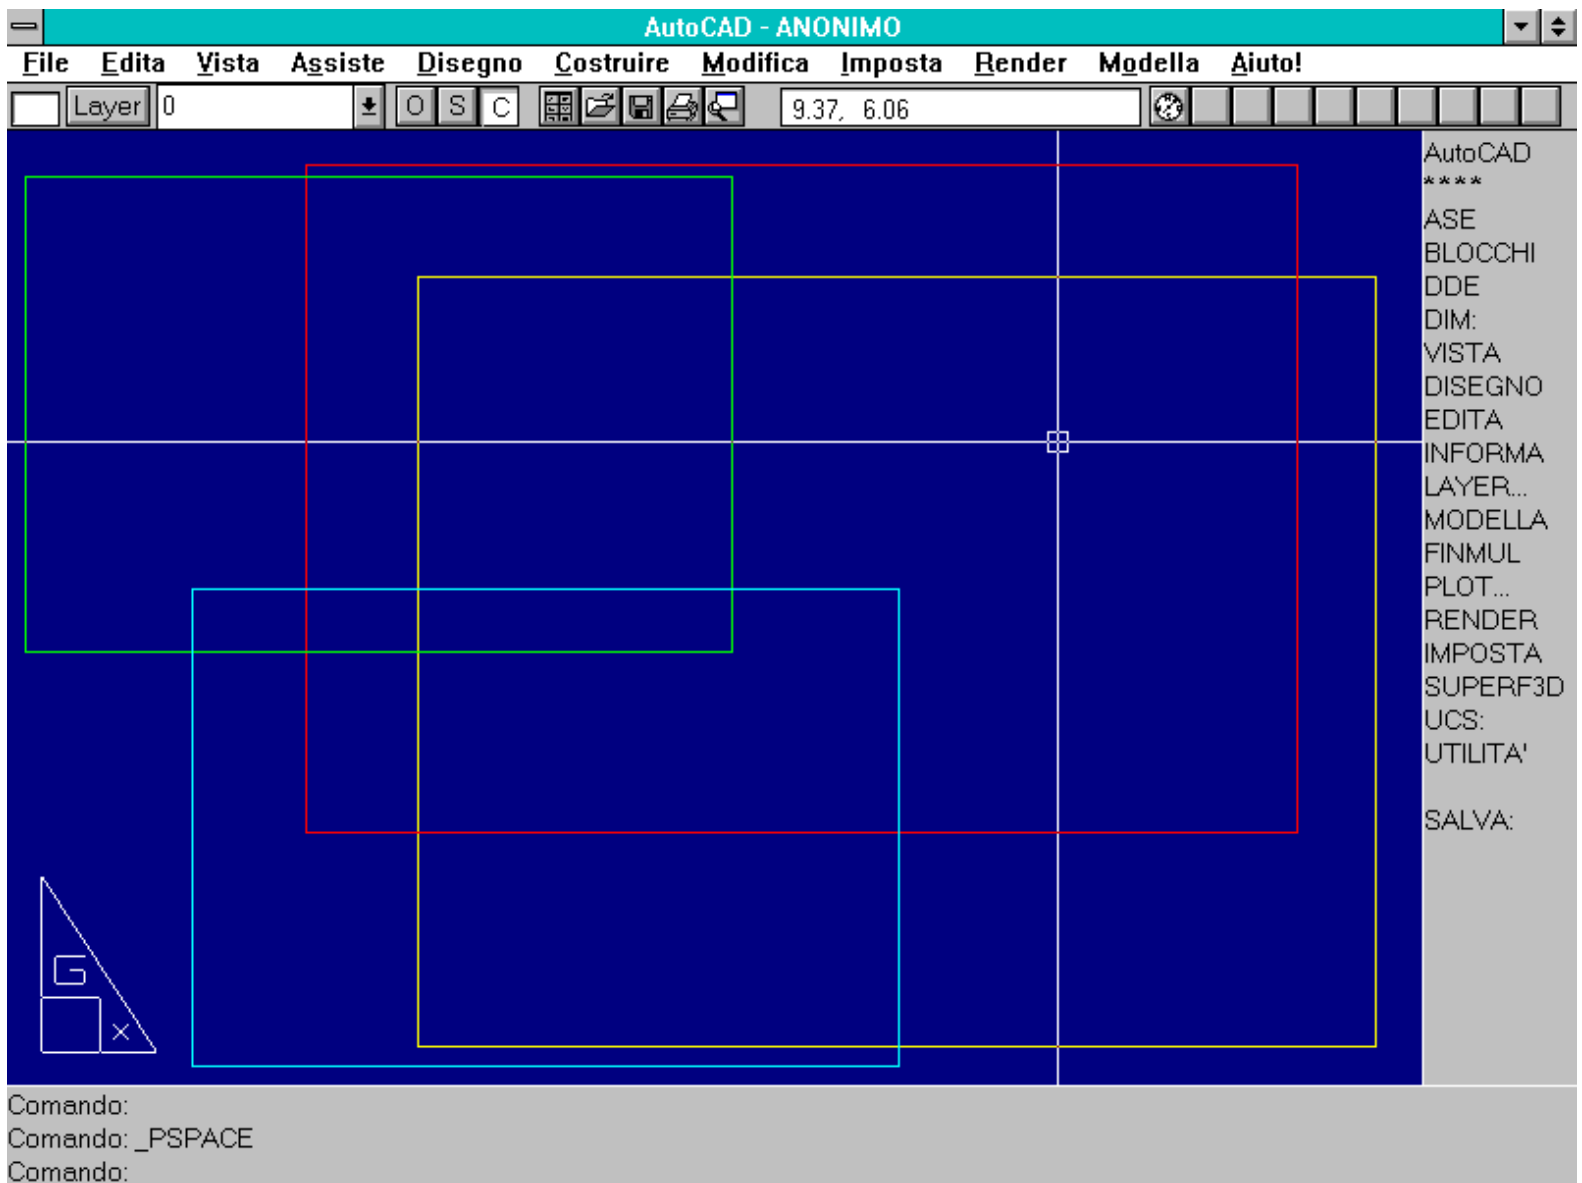 AutoCAD - ANONIMO
File Edita Vista Assiste Disegno Costruire Modifica Imposta Render Modella Aiuto!
Layer 0 O S C 9.37, 6.06
AutoCAD
****
ASE
BLOCCHI
DDE
DIM:
VISTA
DISEGNO
EDITA
INFORMA
LAYER...
MODELLA
FINMUL
PLOT...
RENDER
IMPOSTA
SUPERF3D
UCS:
UTILITA'
SALVA:
G
X
Comando:
Comando: _PSPACE
Comando: